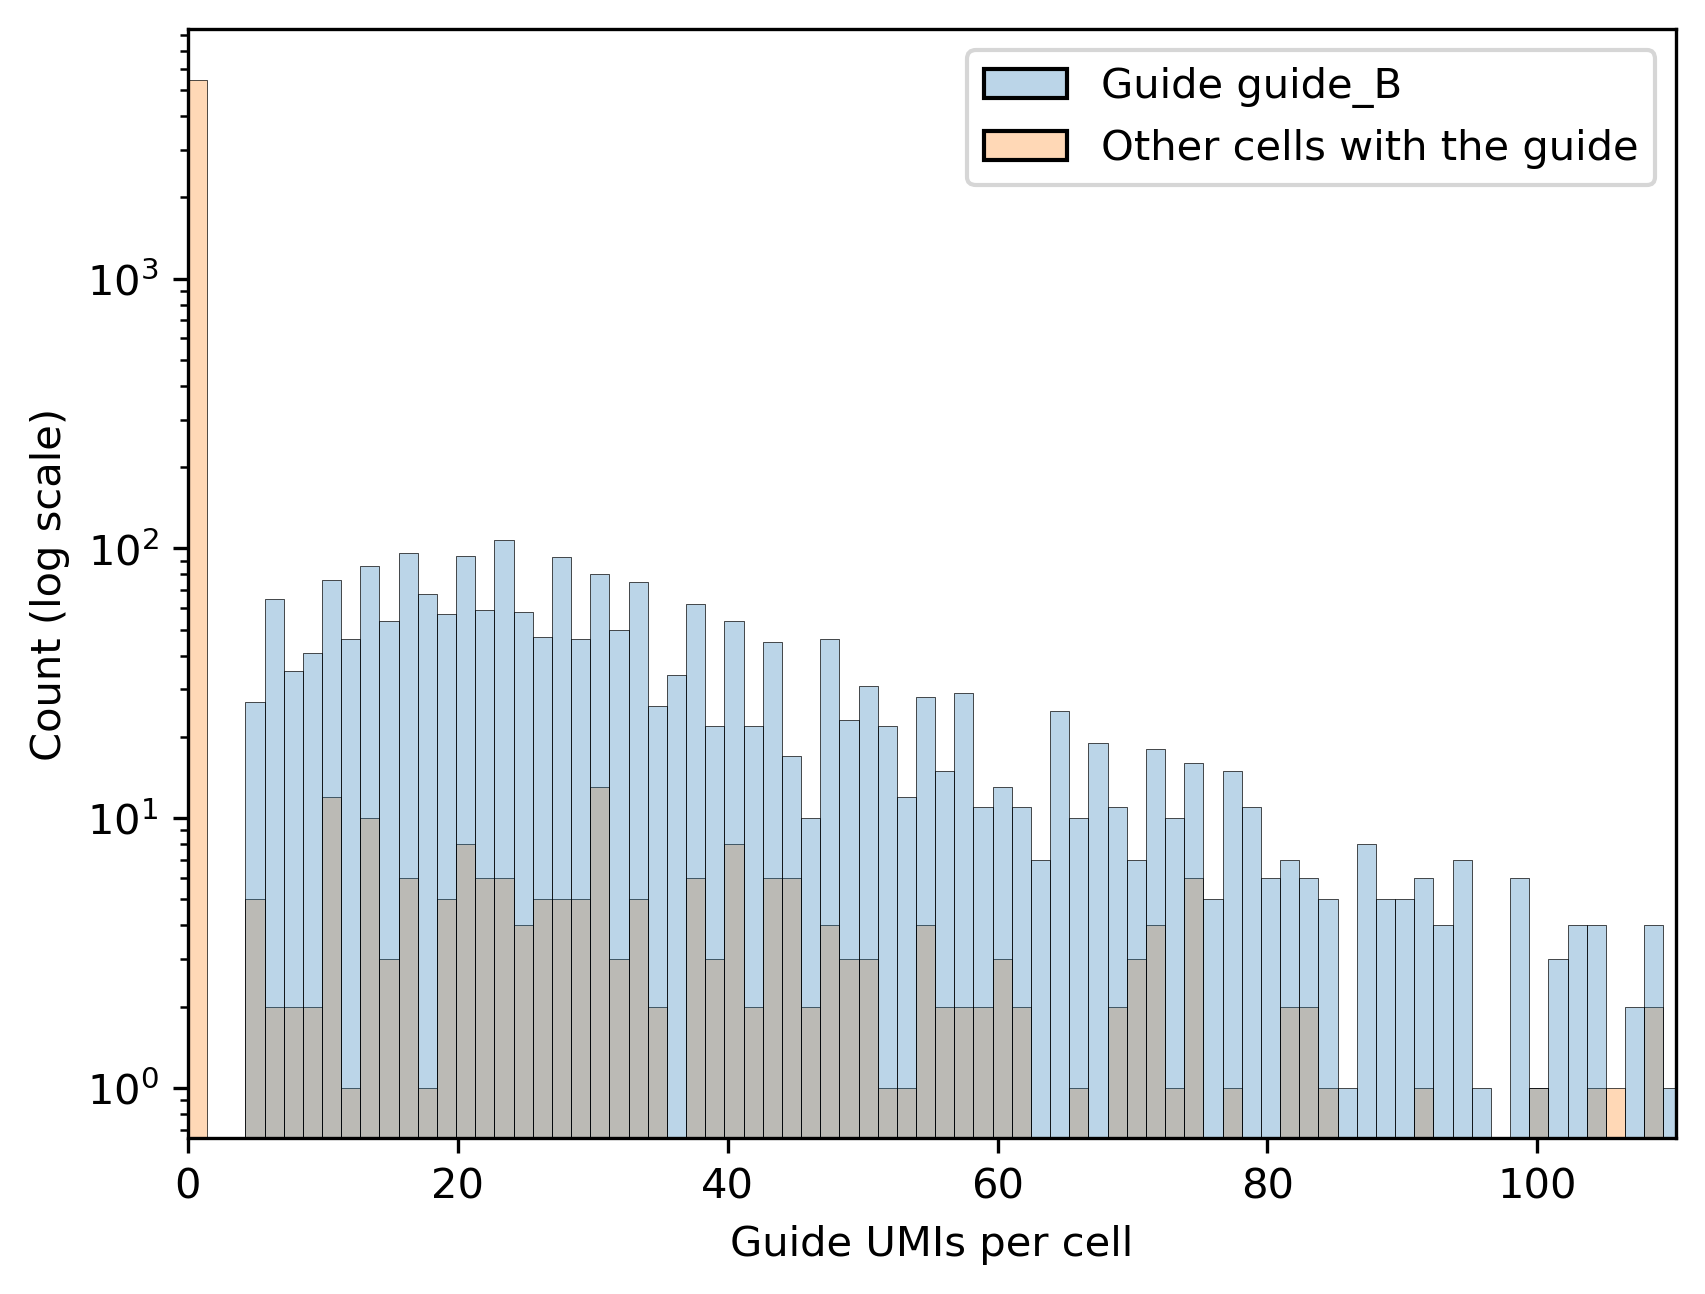 Guide guide_B
Other cells with the guide
Count (log scale)
10³
10²
10¹
10⁰
0 20 40 60 80 100
Guide UMIs per cell